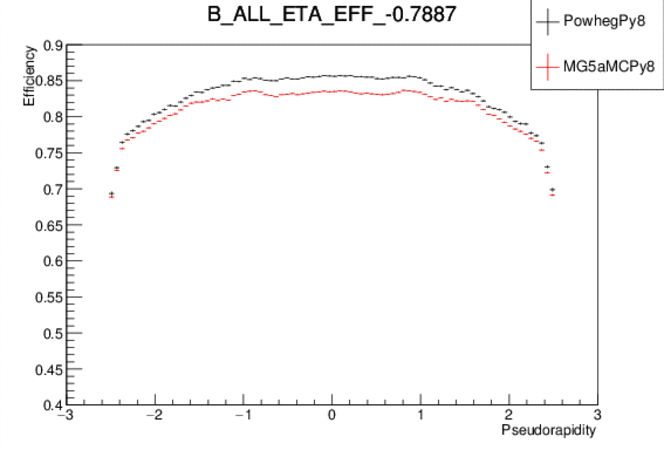 B_ALL_ETA_EFF_-0.7887
PowhegPy8
MG5aMCPy8
Efficiency
0.9
0.85
0.8
0.75
0.7
0.65
0.6
0.55
0.5
0.45
0.4
−3 −2 −1 0 1 2 3
Pseudorapidity